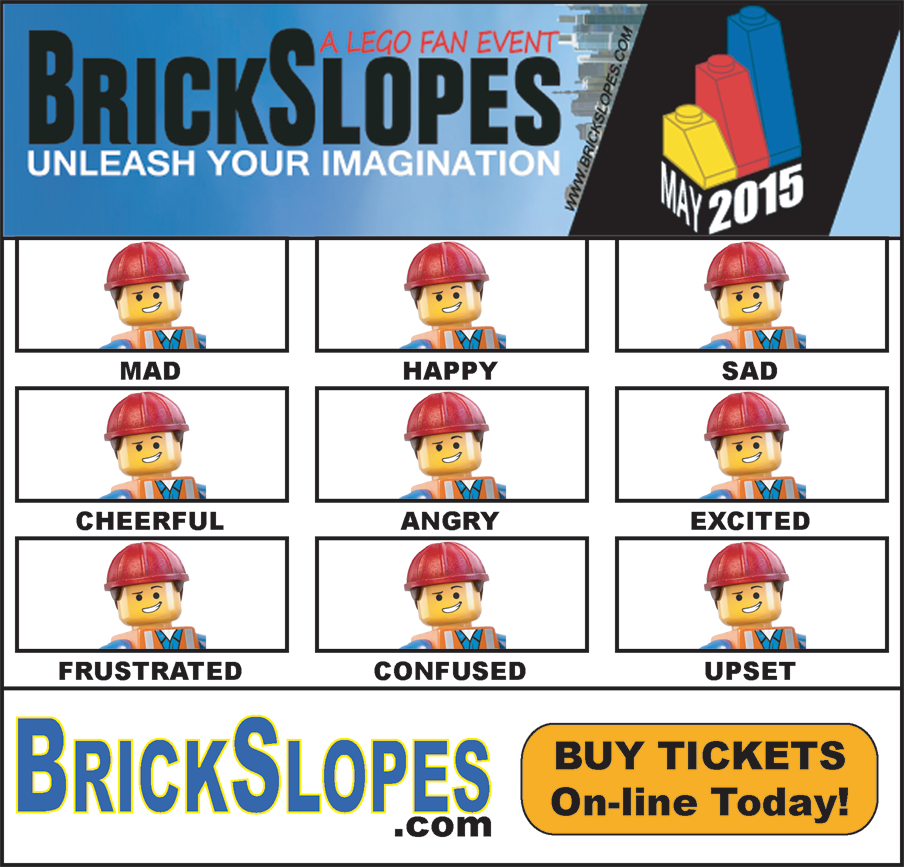 A LEGO FAN EVENT
BRICKSLOPES
UNLEASH YOUR IMAGINATION
WWW.BRICKSLOPES.COM
MAY 2015
MAD HAPPY SAD
CHEERFUL ANGRY EXCITED
FRUSTRATED CONFUSED UPSET
BRICKSLOPES
.com
BUY TICKETS
On-line Today!